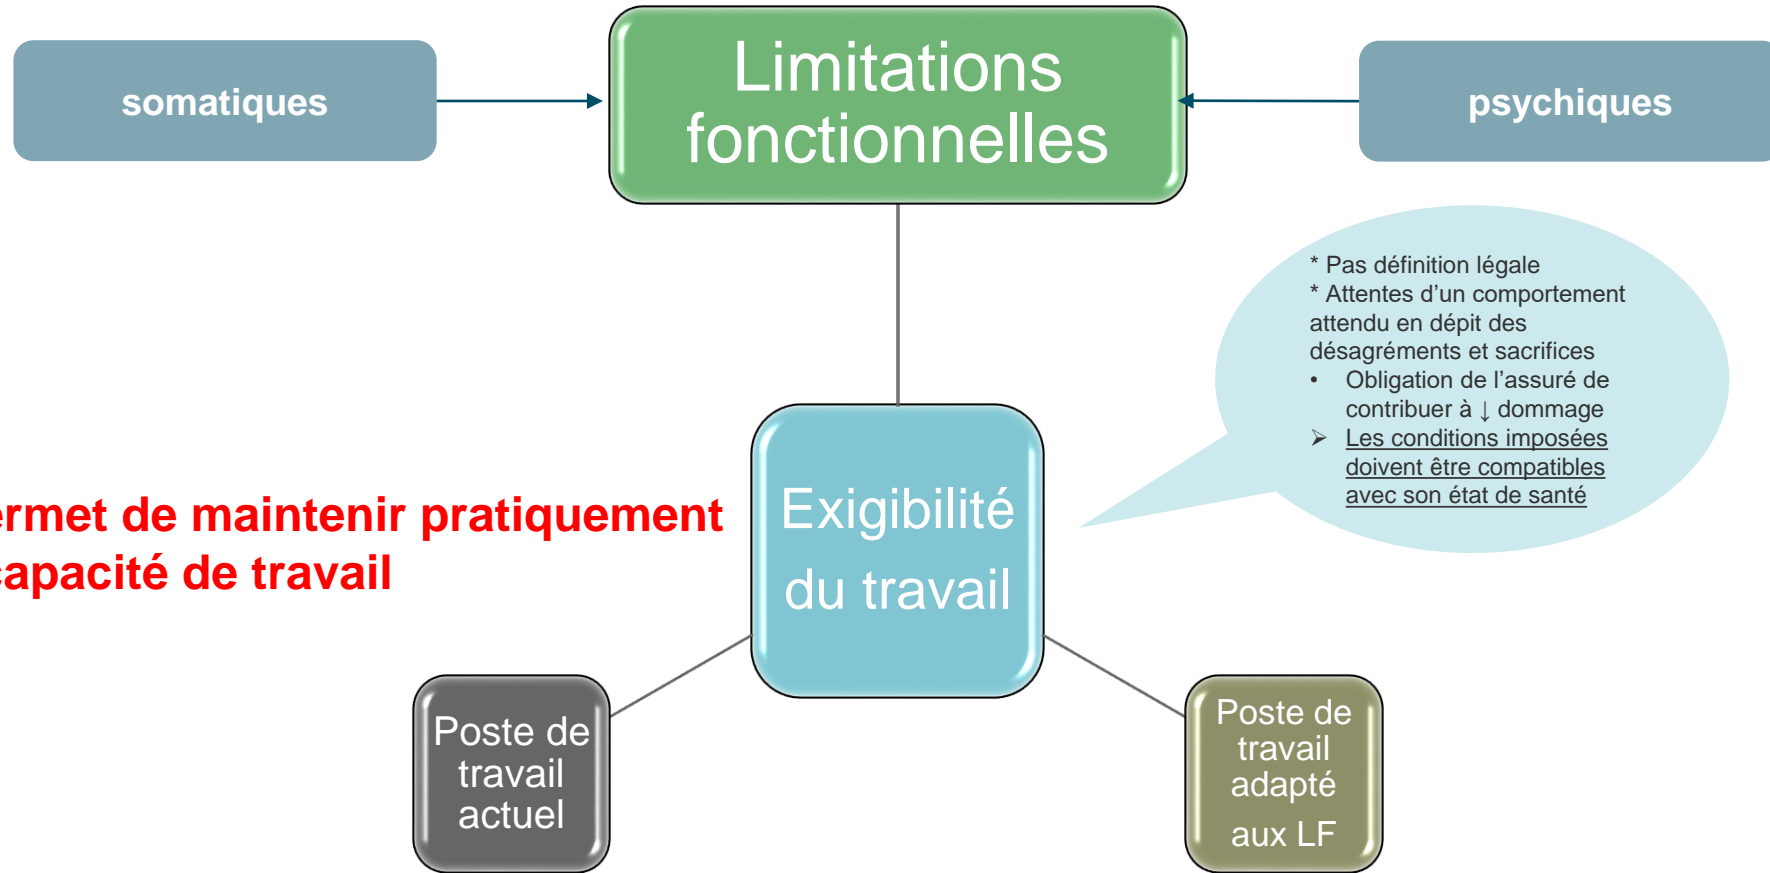 somatiques
Limitations
fonctionnelles
psychiques
* Pas définition légale
* Attentes d’un comportement
attendu en dépit des
désagréments et sacrifices
• Obligation de l’assuré de
contribuer à ↓ dommage
➢ Les conditions imposées
doivent être compatibles
avec son état de santé
ermet de maintenir pratiquement
capacité de travail
Exigibilité
du travail
Poste de
travail
actuel
Poste de
travail
adapté
aux LF